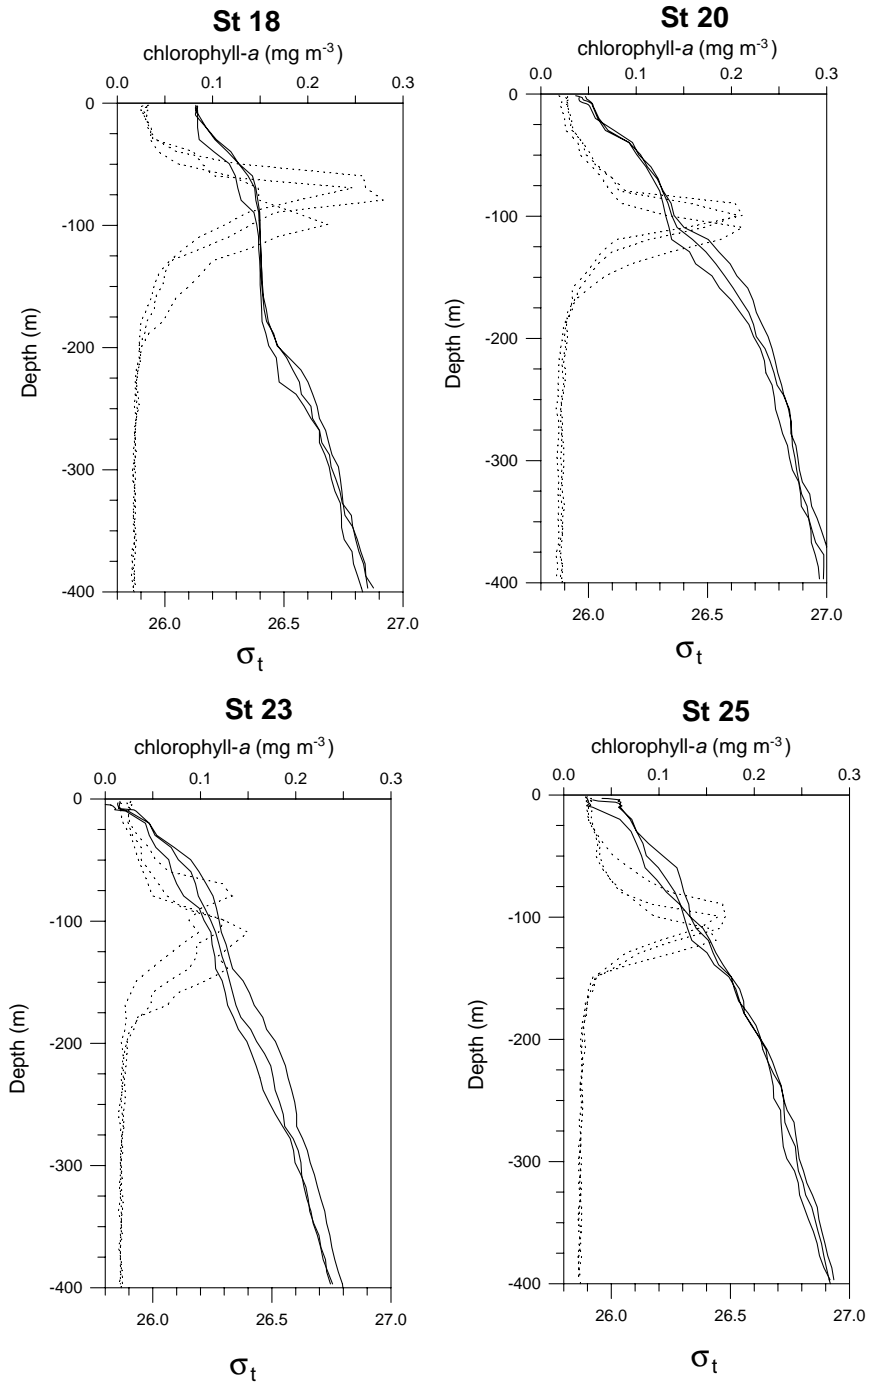 St 18
chlorophyll-a (mg m-3)
0.0 0.1 0.2 0.3
0
-100
-200
-300
-400
Depth (m)
26.0 26.5 27.0
σt
St 20
chlorophyll-a (mg m-3)
0.0 0.1 0.2 0.3
0
-100
-200
-300
-400
Depth (m)
26.0 26.5 27.0
σt
St 23
chlorophyll-a (mg m-3)
0.0 0.1 0.2 0.3
0
-100
-200
-300
-400
Depth (m)
26.0 26.5 27.0
σt
St 25
chlorophyll-a (mg m-3)
0.0 0.1 0.2 0.3
0
-100
-200
-300
-400
Depth (m)
26.0 26.5 27.0
σt